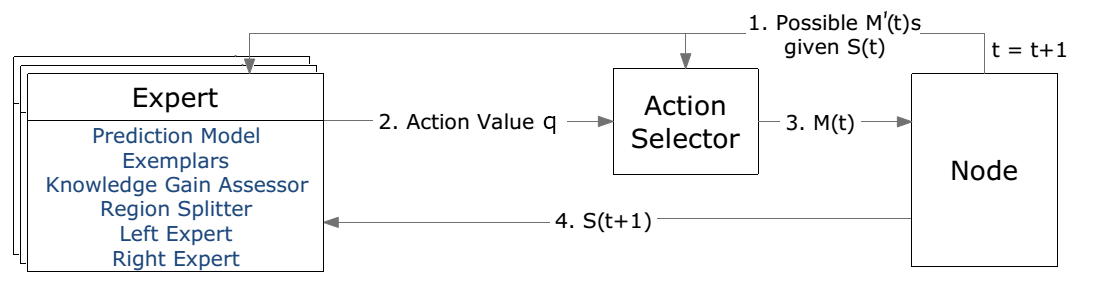 1. Possible M'(t)s
given S(t)
t = t+1
Expert
Prediction Model
Exemplars
Knowledge Gain Assessor
Region Splitter
Left Expert
Right Expert
2. Action Value q
Action
Selector
3. M(t)
Node
4. S(t+1)